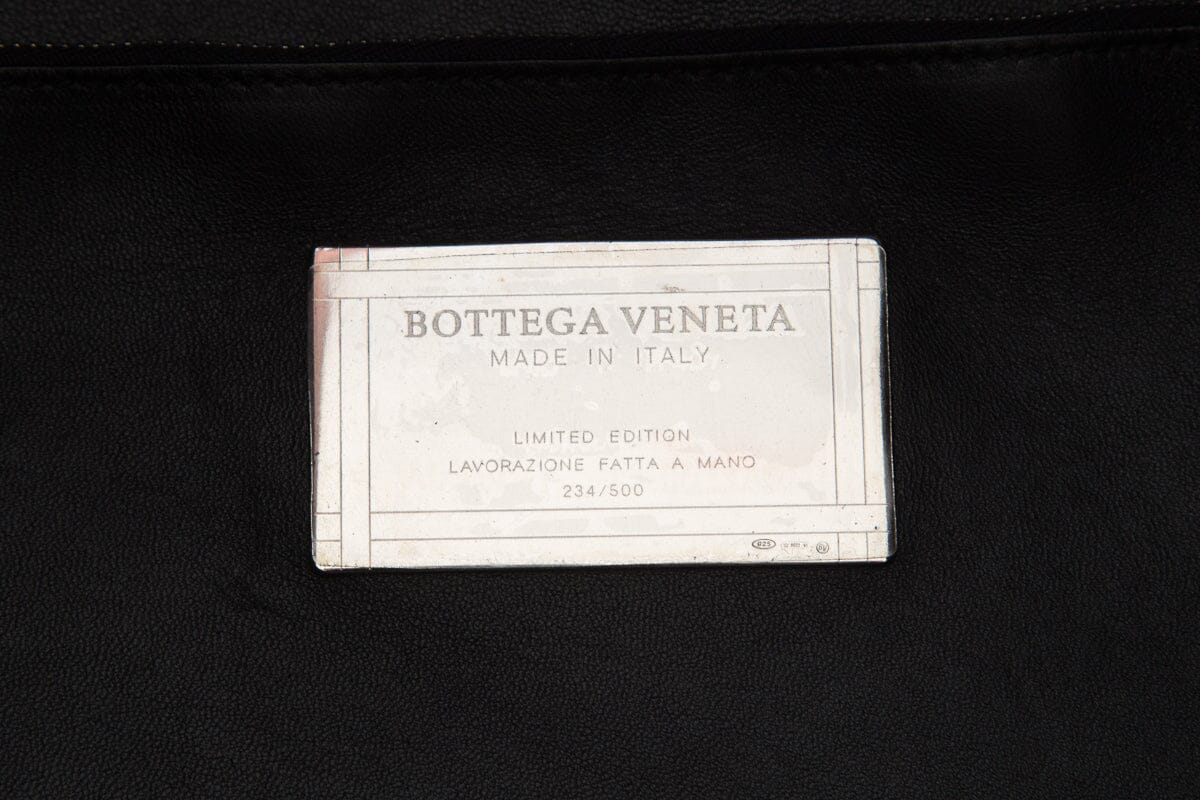 BOTTEGA VENETA
MADE IN ITALY
LIMITED EDITION
LAVORAZIONE FATTA A MANO
234/500
925